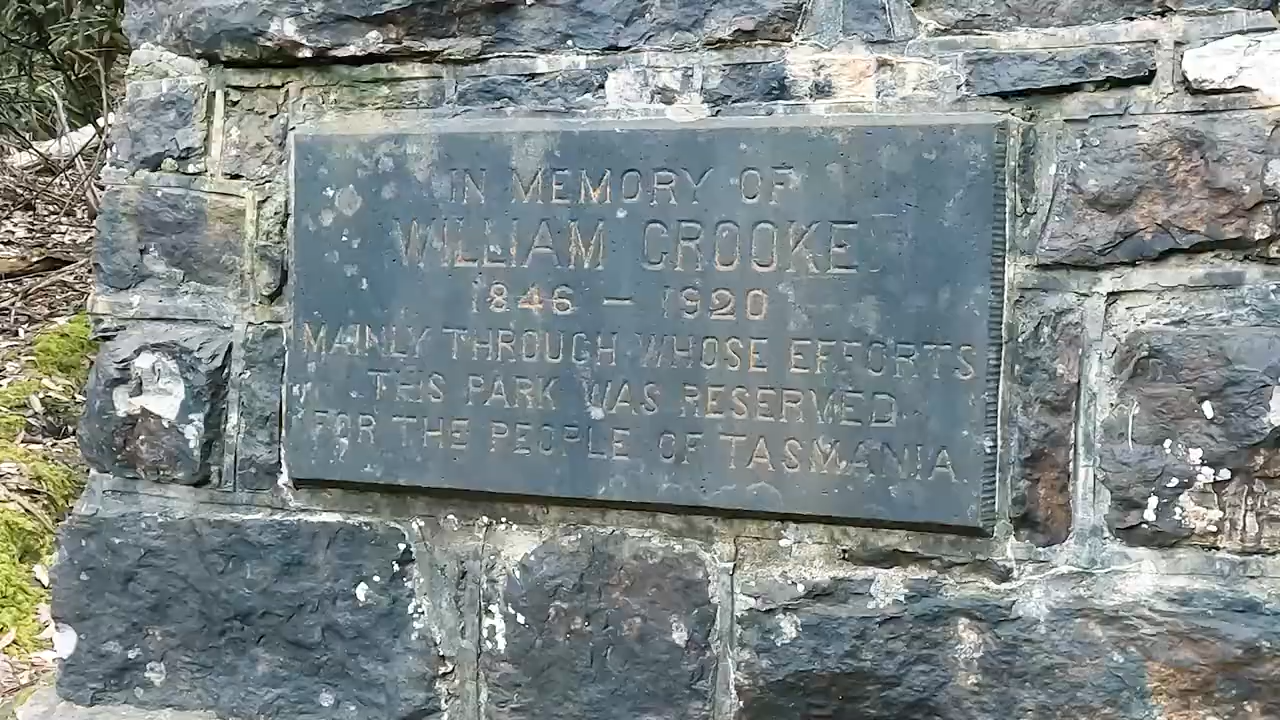 IN MEMORY OF
WILLIAM CROOKE
1846 — 1920
MAINLY THROUGH WHOSE EFFORTS
THIS PARK WAS RESERVED
FOR THE PEOPLE OF TASMANIA